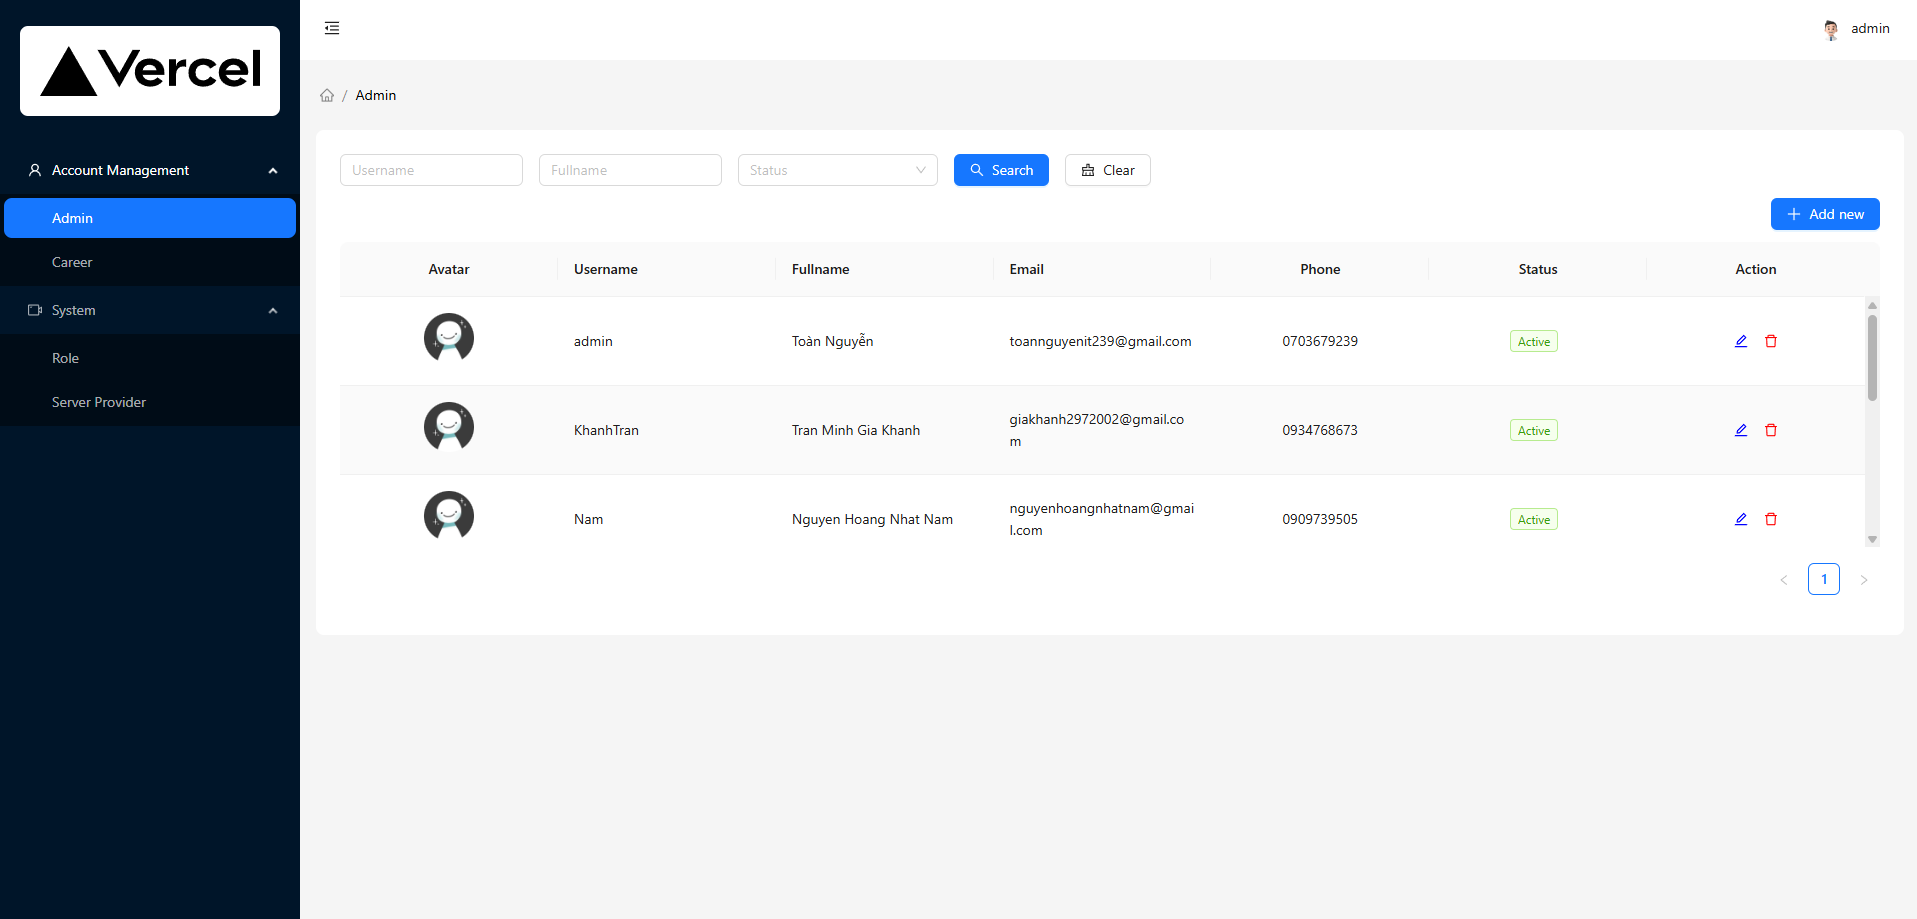 Vercel
admin
/ Admin
Account Management
Admin
Career
System
Role
Server Provider
Username
Fullname
Status
Search
Clear
Add new
Avatar
Username
Fullname
Email
Phone
Status
Action
admin
Toàn Nguyễn
toannguyenit239@gmail.com
0703679239
Active
KhanhTran
Tran Minh Gia Khanh
giakhanh2972002@gmail.co
m
0934768673
Active
Nam
Nguyen Hoang Nhat Nam
nguyenhoangnhatnam@gmai
l.com
0909739505
Active
1